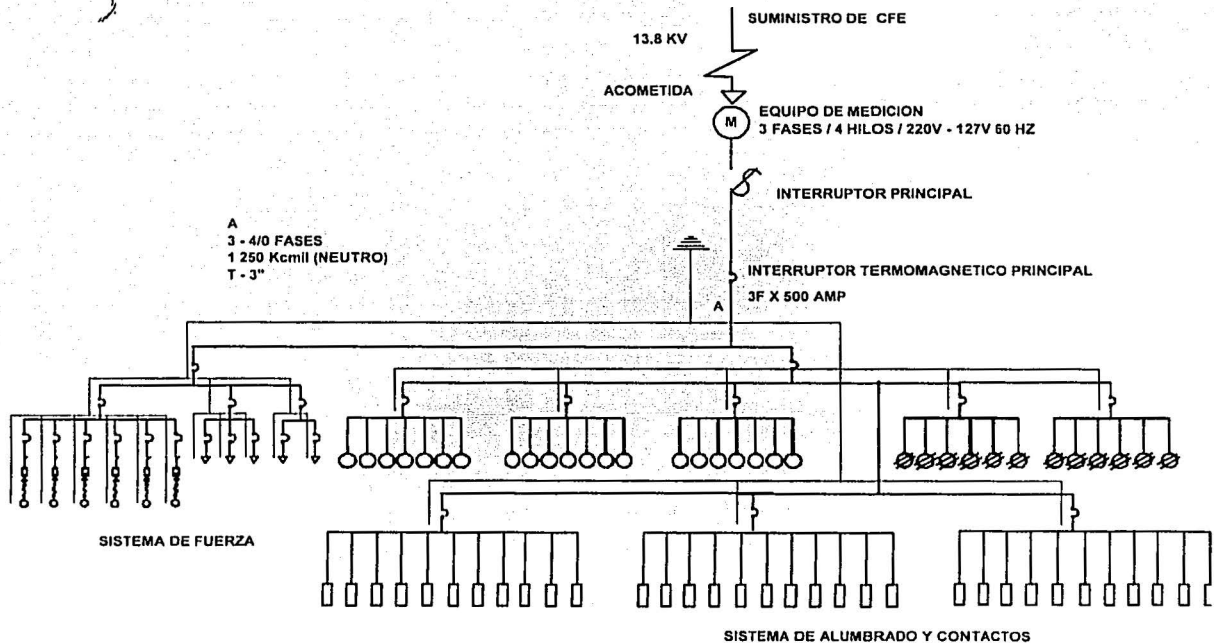 SUMINISTRO DE CFE
13.8 KV
ACOMETIDA
M
EQUIPO DE MEDICION
3 FASES / 4 HILOS / 220V - 127V 60 HZ
INTERRUPTOR PRINCIPAL
A
3 - 4/0 FASES
1 250 Kcmil (NEUTRO)
T - 3"
INTERRUPTOR TERMOMAGNETICO PRINCIPAL
3F X 500 AMP
A
SISTEMA DE FUERZA
SISTEMA DE ALUMBRADO Y CONTACTOS